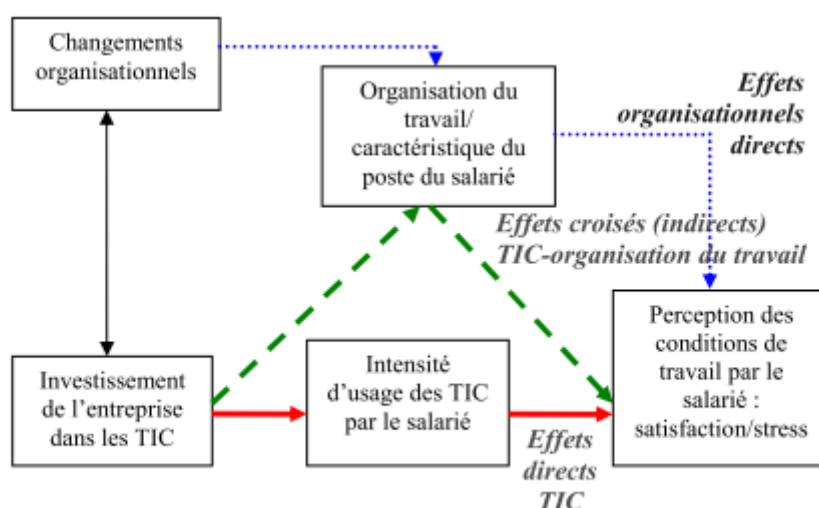 Changements
organisationnels
Organisation du
travail/
caractéristique du
poste du salarié
Effets
organisationnels
directs
Effets croisés (indirects)
TIC-organisation du travail
Investissement
de l’entreprise
dans les TIC
Intensité
d’usage des TIC
par le salarié
Perception des
conditions de
travail par le
salarié :
satisfaction/stress
Effets
directs
TIC